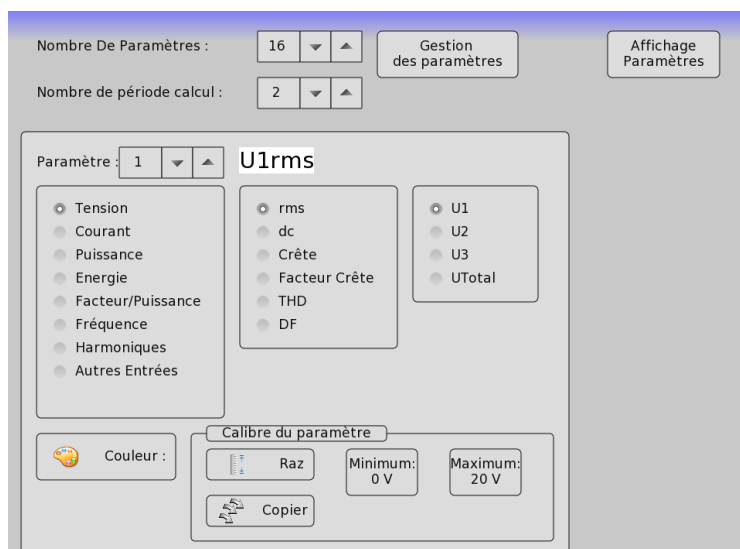 Nombre De Paramètres : 16 Gestion des paramètres Affichage Paramètres
Nombre de période calcul : 2
Paramètre : 1 U1rms
Tension rms U1
Courant dc U2
Puissance Crête U3
Energie Facteur Crête UTotal
Facteur/Puissance THD
Fréquence DF
Harmoniques
Autres Entrées
Calibre du paramètre
Couleur : Raz Minimum: 0 V Maximum: 20 V
Copier